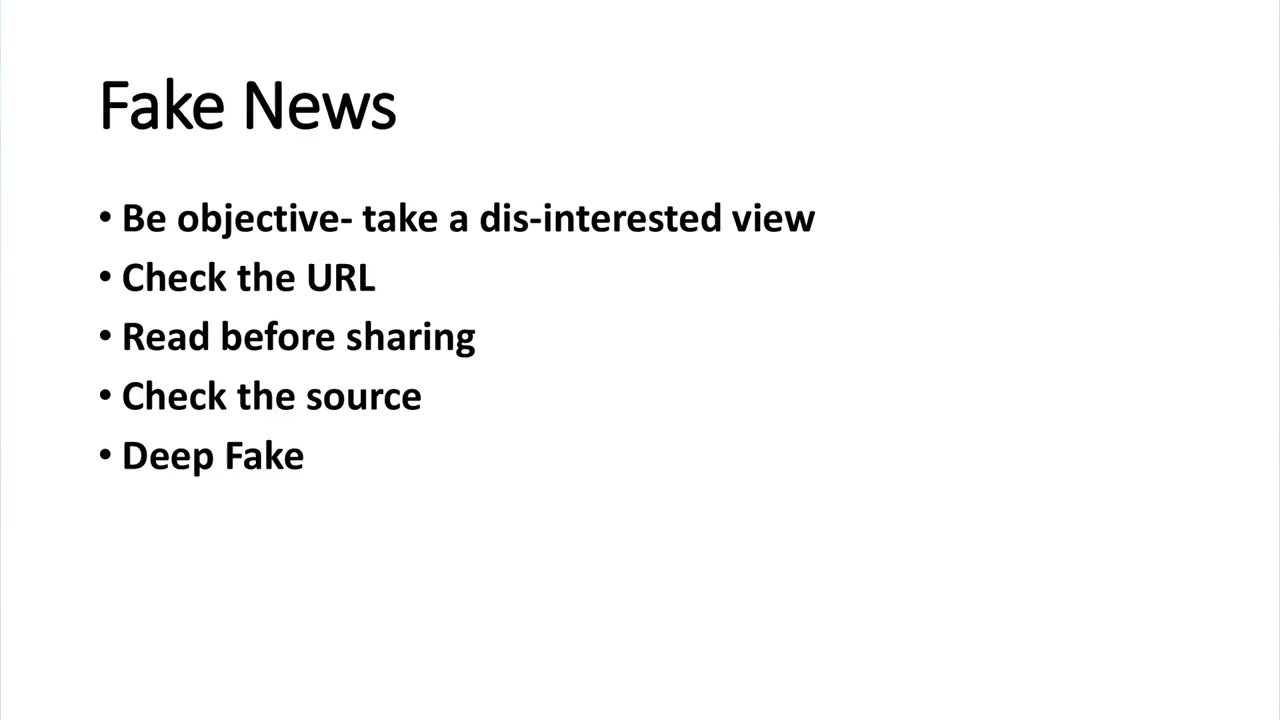 Fake News
• Be objective- take a dis-interested view
• Check the URL
• Read before sharing
• Check the source
• Deep Fake